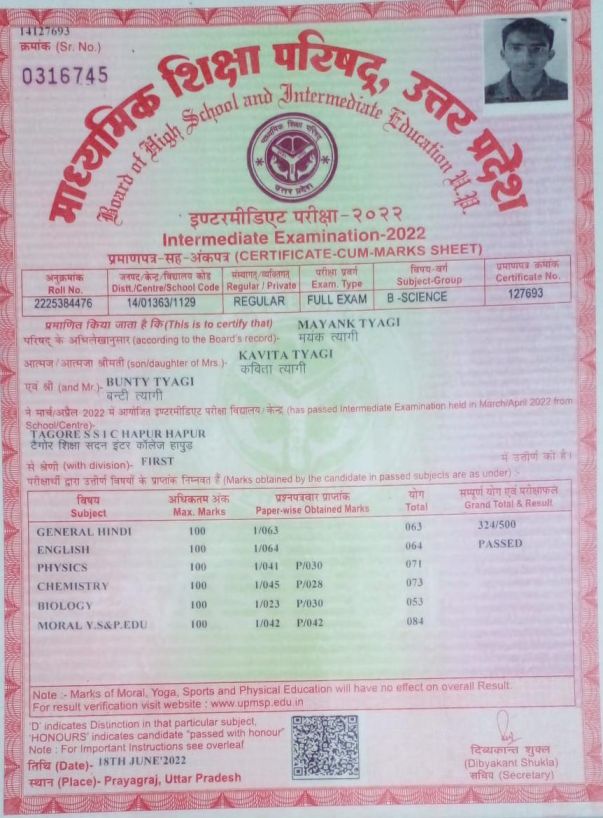 14127693
क्रमांक (Sr. No.)
0316745
माध्यमिक शिक्षा परिषद्, उत्तर प्रदेश
Board of High School and Intermediate Education U.P.
माध्यमिक शिक्षा परिषद्
उत्तर प्रदेश
इण्टरमीडिएट परीक्षा-२०२२
Intermediate Examination-2022
प्रमाणपत्र-सह-अंकपत्र (CERTIFICATE-CUM-MARKS SHEET)
अनुक्रमांक जनपद/केन्द्र/विद्यालय कोड संस्थागत/व्यक्तिगत परीक्षा प्रवर्ग विषय-वर्ग प्रमाणपत्र क्रमांक
Roll No. Distt./Centre/School Code Regular / Private Exam. Type Subject-Group Certificate No.
2225384476 14/01363/1129 REGULAR FULL EXAM B -SCIENCE 127693
प्रमाणित किया जाता है कि (This is to certify that) MAYANK TYAGI
परिषद् के अभिलेखानुसार (according to the Board's record)- मयंक त्यागी
आत्मज/आत्मजा श्रीमती (son/daughter of Mrs.)- KAVITA TYAGI
कविता त्यागी
एवं श्री (and Mr.)- BUNTY TYAGI
बन्टी त्यागी
ने मार्च/अप्रैल 2022 में आयोजित इण्टरमीडिएट परीक्षा विद्यालय/केन्द्र (has passed Intermediate Examination held in March/April 2022 from
School/Centre)-
TAGORE S S I C HAPUR HAPUR
टैगोर शिक्षा सदन इंटर कॉलेज हापुड़
में उत्तीर्ण की है।
में श्रेणी (with division)- FIRST
परीक्षार्थी द्वारा उत्तीर्ण विषयों के प्राप्तांक निम्नवत हैं (Marks obtained by the candidate in passed subjects are as under) :-
विषय अधिकतम अंक प्रश्नपत्रवार प्राप्तांक योग सम्पूर्ण योग एवं परीक्षाफल
Subject Max. Marks Paper-wise Obtained Marks Total Grand Total & Result
GENERAL HINDI 100 1/063 063 324/500
ENGLISH 100 1/064 064 PASSED
PHYSICS 100 1/041 P/030 071
CHEMISTRY 100 1/045 P/028 073
BIOLOGY 100 1/023 P/030 053
MORAL Y.S&P.EDU 100 1/042 P/042 084
Note :- Marks of Moral, Yoga, Sports and Physical Education will have no effect on overall Result
For result verification visit website : www.upmsp.edu.in
'D' indicates Distinction in that particular subject,
'HONOURS' indicates candidate "passed with honour"
Note : For Important Instructions see overleaf
तिथि (Date)- 18TH JUNE'2022
स्थान (Place)- Prayagraj, Uttar Pradesh
दिब्यकान्त शुक्ल
(Dibyakant Shukla)
सचिव (Secretary)